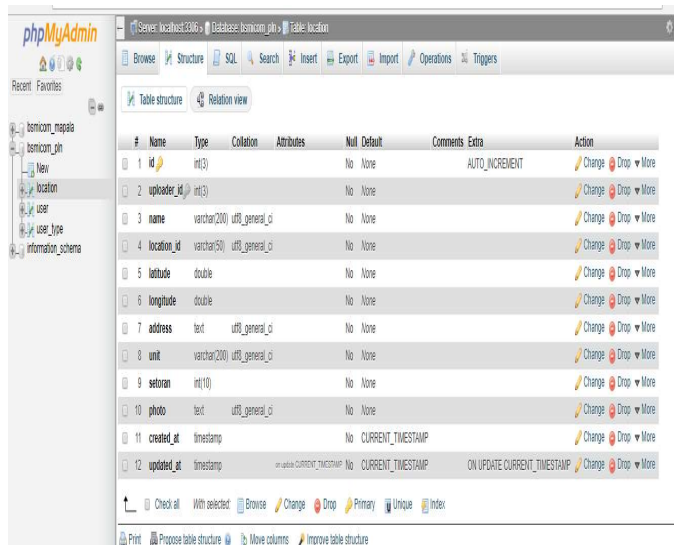 phpMyAdmin
Recent Favorites
bsmicom_mapala
bsmicom_pln
New
location
user
user_type
information_schema
Server: localhost:3306 » Database: bsmicom_pln » Table: location
Browse Structure SQL Search Insert Export Import Operations Triggers
Table structure Relation view
# Name Type Collation Attributes Null Default Comments Extra Action
1 id int(3) No None AUTO_INCREMENT Change Drop More
2 uploader_id int(3) No None Change Drop More
3 name varchar(200) utf8_general_ci No None Change Drop More
4 location_id varchar(50) utf8_general_ci No None Change Drop More
5 latitude double No None Change Drop More
6 longitude double No None Change Drop More
7 address text utf8_general_ci No None Change Drop More
8 unit varchar(200) utf8_general_ci No None Change Drop More
9 setoran int(10) No None Change Drop More
10 photo text utf8_general_ci No None Change Drop More
11 created_at timestamp No CURRENT_TIMESTAMP Change Drop More
12 updated_at timestamp on update CURRENT_TIMESTAMP No CURRENT_TIMESTAMP ON UPDATE CURRENT_TIMESTAMP Change Drop More
Check all With selected: Browse Change Drop Primary Unique Index
Print Propose table structure Move columns Improve table structure